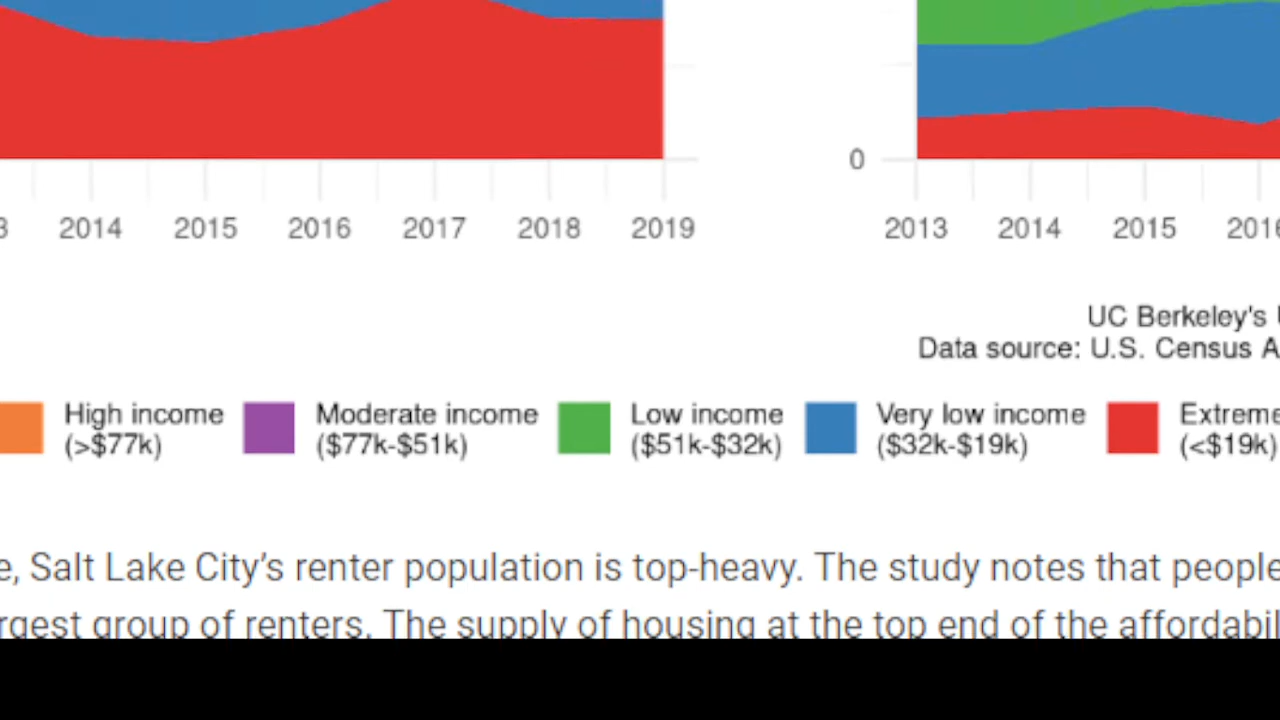 0
2014 2015 2016 2017 2018 2019 2013 2014 2015
UC Berkeley's
Data source: U.S. Census
High income Moderate income Low income Very low income
(>$77k) ($77k-$51k) ($51k-$32k) ($32k-$19k) (<$19k)
Salt Lake City's renter population is top-heavy. The study notes that people
group of renters. The supply of housing at the top end of the